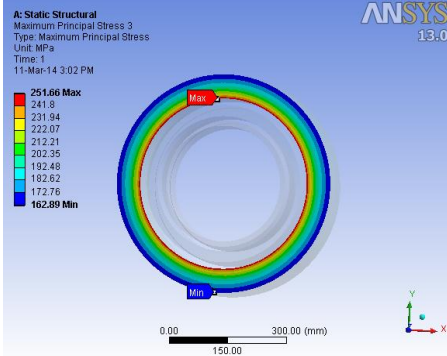 A: Static Structural
Maximum Principal Stress 3
Type: Maximum Principal Stress
Unit: MPa
Time: 1
11-Mar-14 3:02 PM
ANSYS
13.0
251.66 Max
241.8
231.94
222.07
212.21
202.35
192.48
182.62
172.76
162.89 Min
Max
Min
0.00
300.00 (mm)
150.00
Y
X